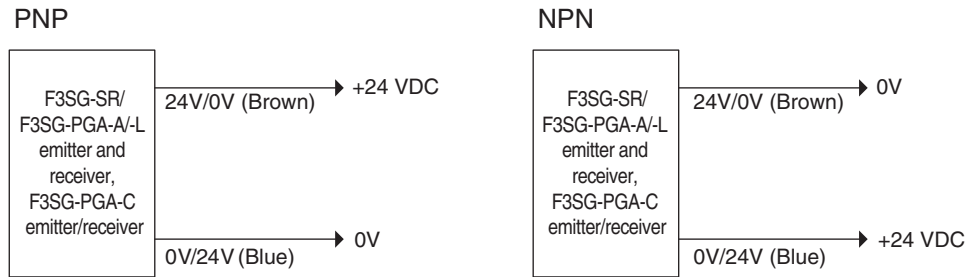 PNP
F3SG-SR/
F3SG-PGA-A/-L
emitter and
receiver,
F3SG-PGA-C
emitter/receiver
24V/0V (Brown)
+24 VDC
0V/24V (Blue)
0V
NPN
F3SG-SR/
F3SG-PGA-A/-L
emitter and
receiver,
F3SG-PGA-C
emitter/receiver
24V/0V (Brown)
0V
0V/24V (Blue)
+24 VDC